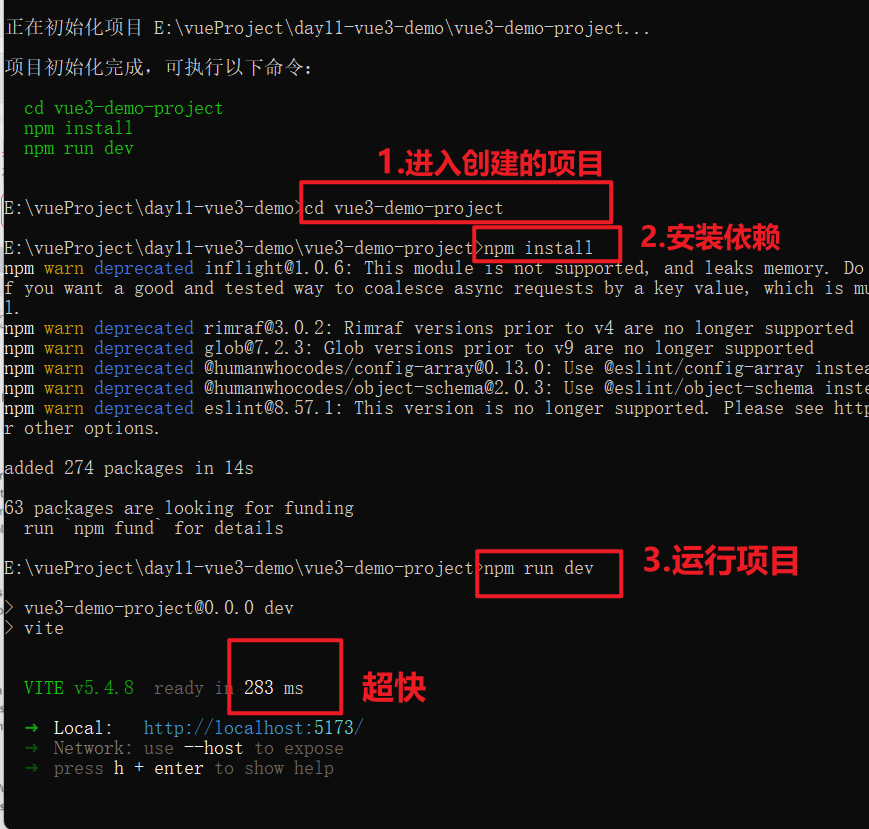 正在初始化项目 E:\vueProject\day11-vue3-demo\vue3-demo-project...
项目初始化完成，可执行以下命令：
cd vue3-demo-project
npm install
npm run dev
1.进入创建的项目
E:\vueProject\day11-vue3-demo>cd vue3-demo-project
2.安装依赖
E:\vueProject\day11-vue3-demo\vue3-demo-project>npm install
npm warn deprecated inflight@1.0.6: This module is not supported, and leaks memory. Do
f you want a good and tested way to coalesce async requests by a key value, which is mu
l.
npm warn deprecated rimraf@3.0.2: Rimraf versions prior to v4 are no longer supported
npm warn deprecated glob@7.2.3: Glob versions prior to v9 are no longer supported
npm warn deprecated @humanwhocodes/config-array@0.13.0: Use @eslint/config-array instea
npm warn deprecated @humanwhocodes/object-schema@2.0.3: Use @eslint/object-schema inste
npm warn deprecated eslint@8.57.1: This version is no longer supported. Please see http
r other options.
added 274 packages in 14s
63 packages are looking for funding
run `npm fund` for details
E:\vueProject\day11-vue3-demo\vue3-demo-project>npm run dev
3.运行项目
> vue3-demo-project@0.0.0 dev
> vite
VITE v5.4.8 ready in 283 ms
超快
➜ Local: http://localhost:5173/
➜ Network: use --host to expose
➜ press h + enter to show help